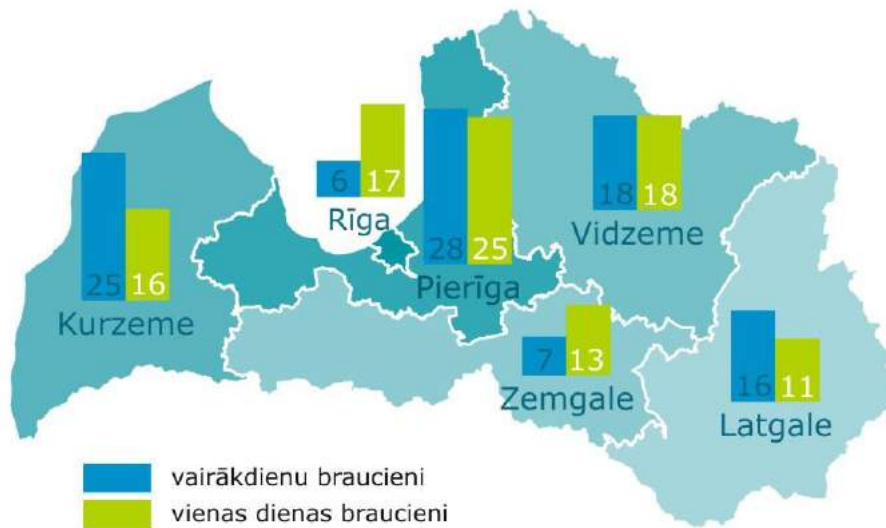 6 17
Rīga
25 16
Kurzeme
28 25
Pierīga
18 18
Vidzeme
7 13
Zemgale
16 11
Latgale
vairākdienu braucieni
vienas dienas braucieni